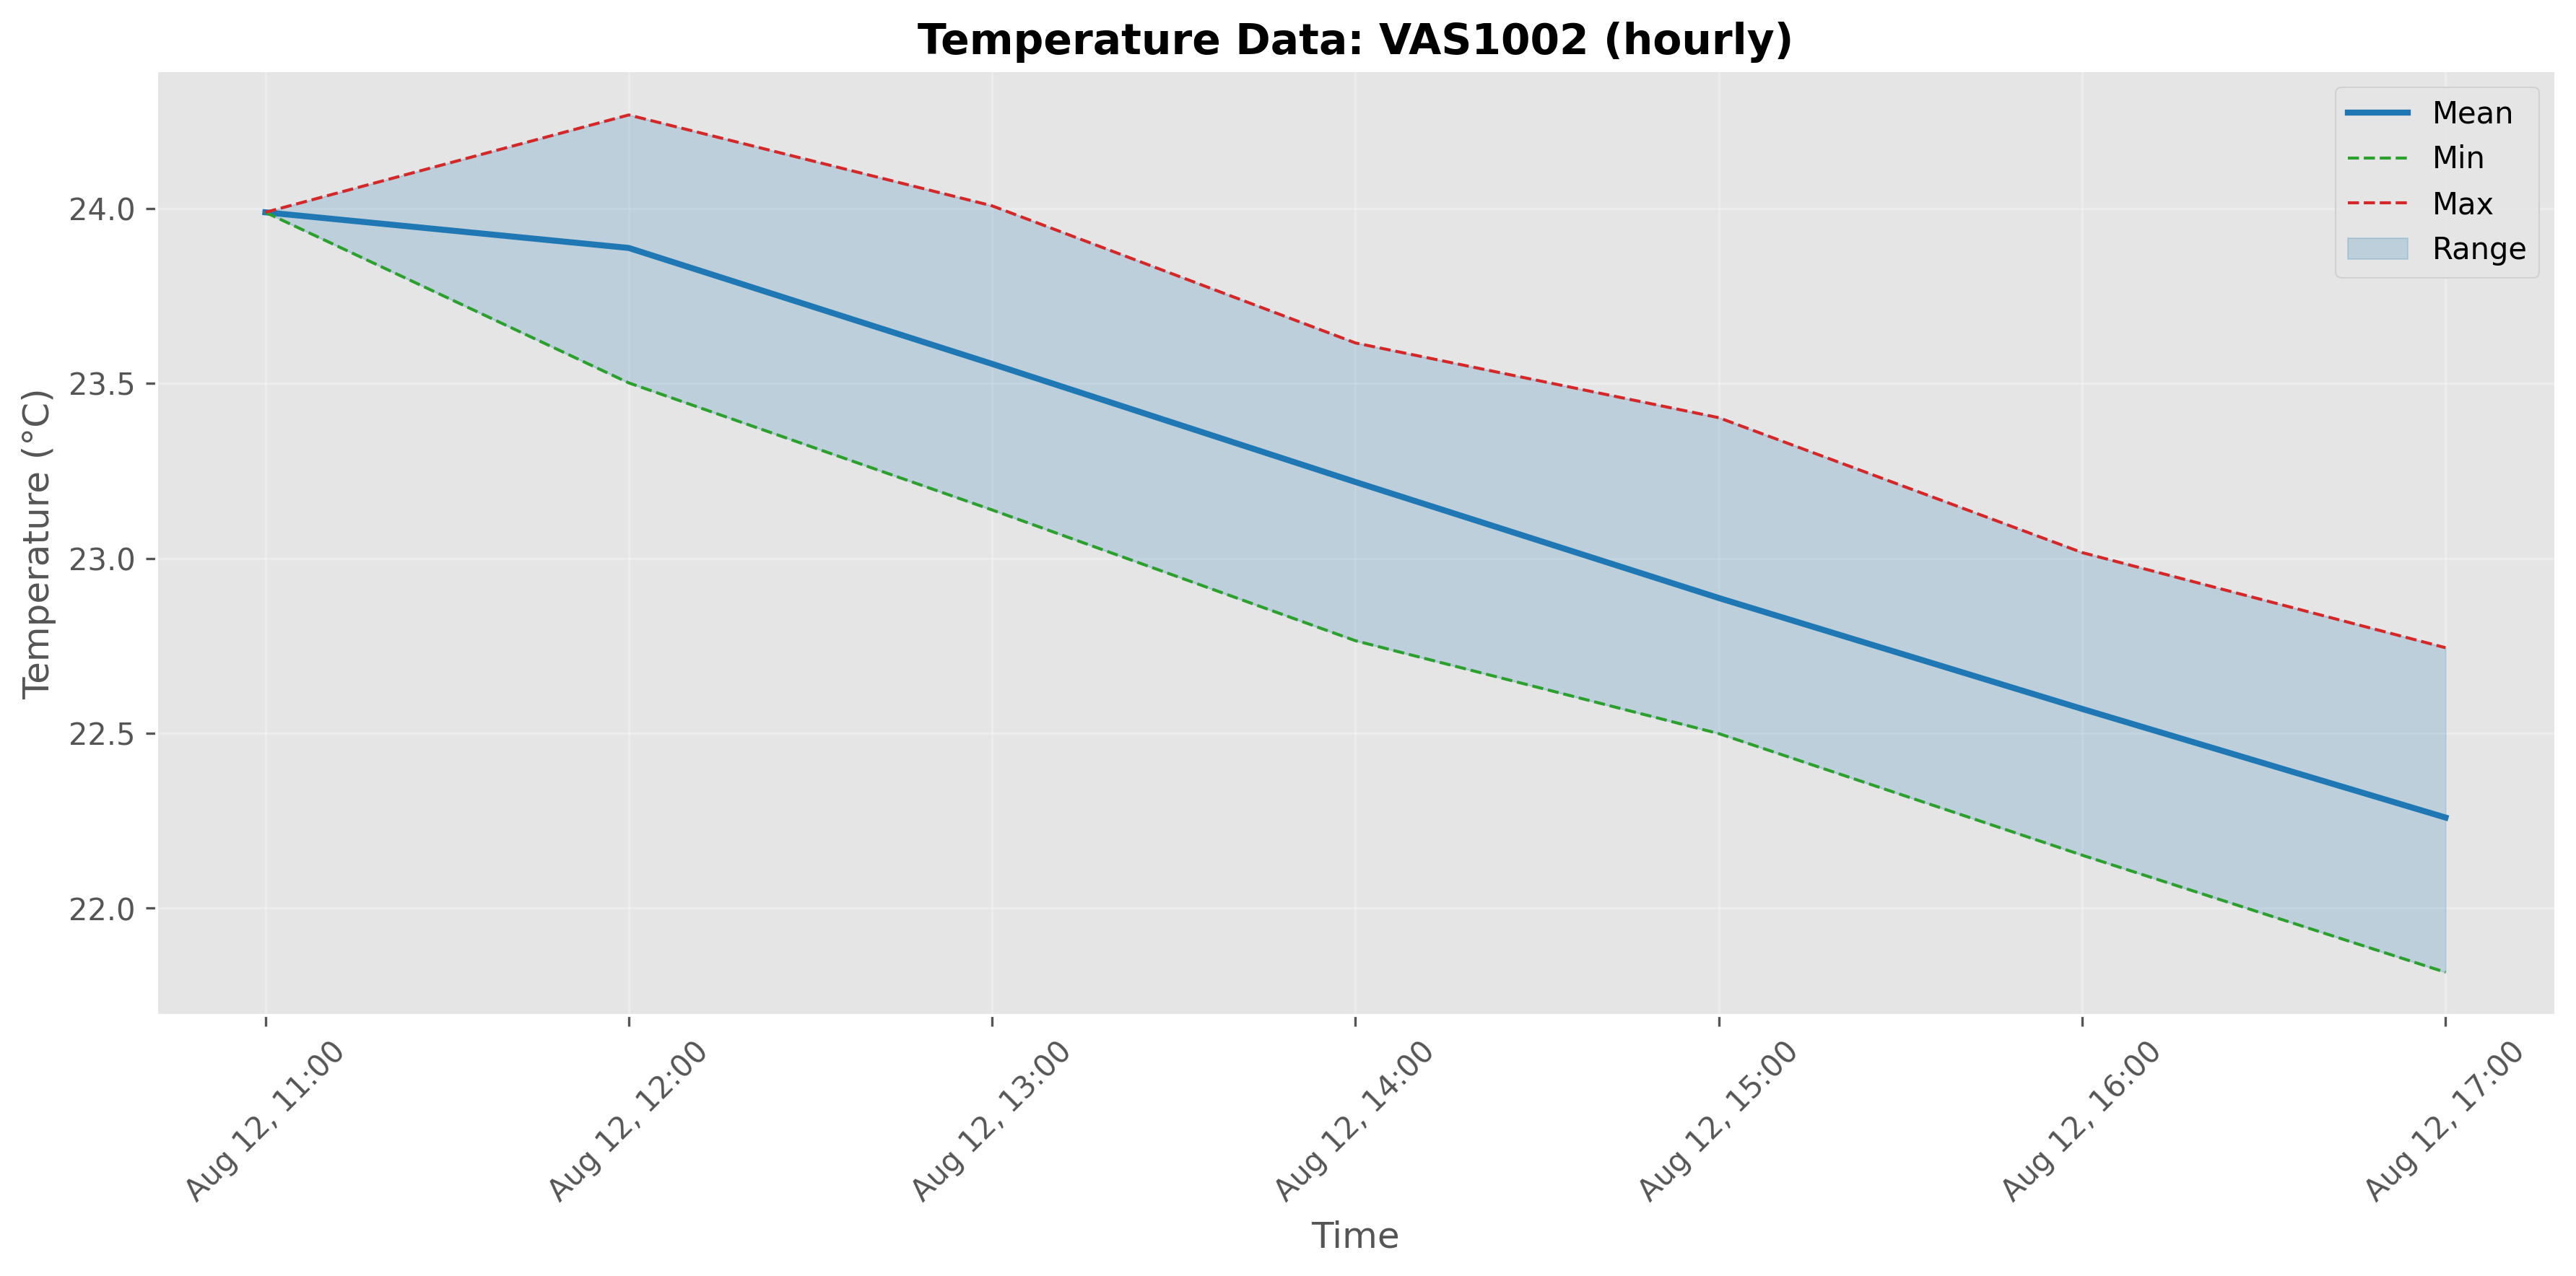 Temperature Data: VAS1002 (hourly)
Mean
Min
Max
Range
Temperature (°C)
24.0
23.5
23.0
22.5
22.0
Aug 12, 11:00
Aug 12, 12:00
Aug 12, 13:00
Aug 12, 14:00
Aug 12, 15:00
Aug 12, 16:00
Aug 12, 17:00
Time